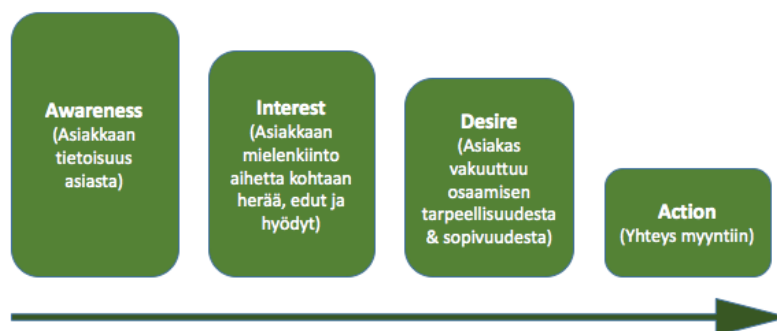 Awareness
(Asiakkaan
tietoisuus
asiasta)
Interest
(Asiakkaan
mielenkiinto
aihetta kohtaan
herää, edut ja
hyödyt)
Desire
(Asiakas
vakuuttuu
osaamisen
tarpeellisuudesta
& sopivuudesta)
Action
(Yhteys myyntiin)